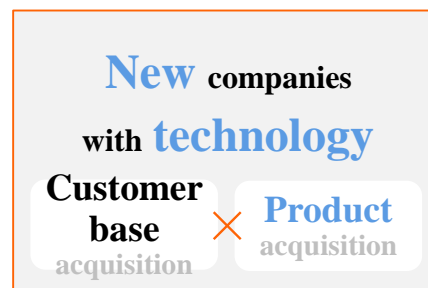 New companies
with technology
Customer
base
acquisition
Product
acquisition